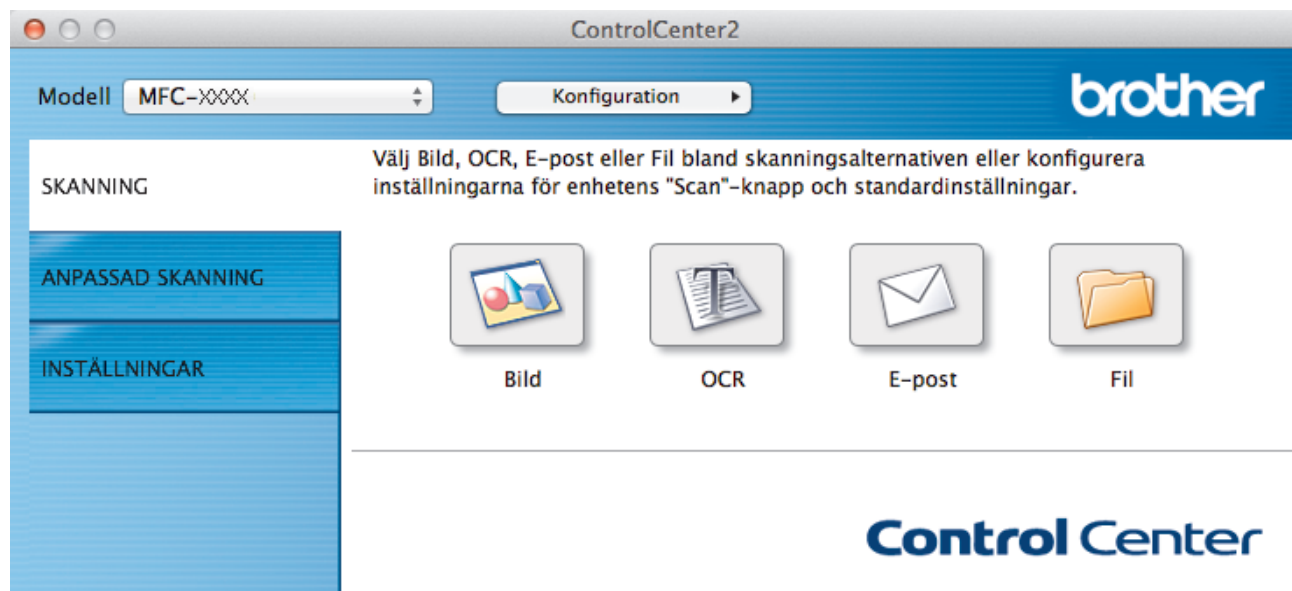 ControlCenter2
Modell MFC-XXXX Konfiguration
brother
SKANNING
ANPASSAD SKANNING
INSTÄLLNINGAR
Välj Bild, OCR, E-post eller Fil bland skanningsalternativen eller konfigurera
inställningarna för enhetens "Scan"-knapp och standardinställningar.
Bild OCR E-post Fil
Control Center